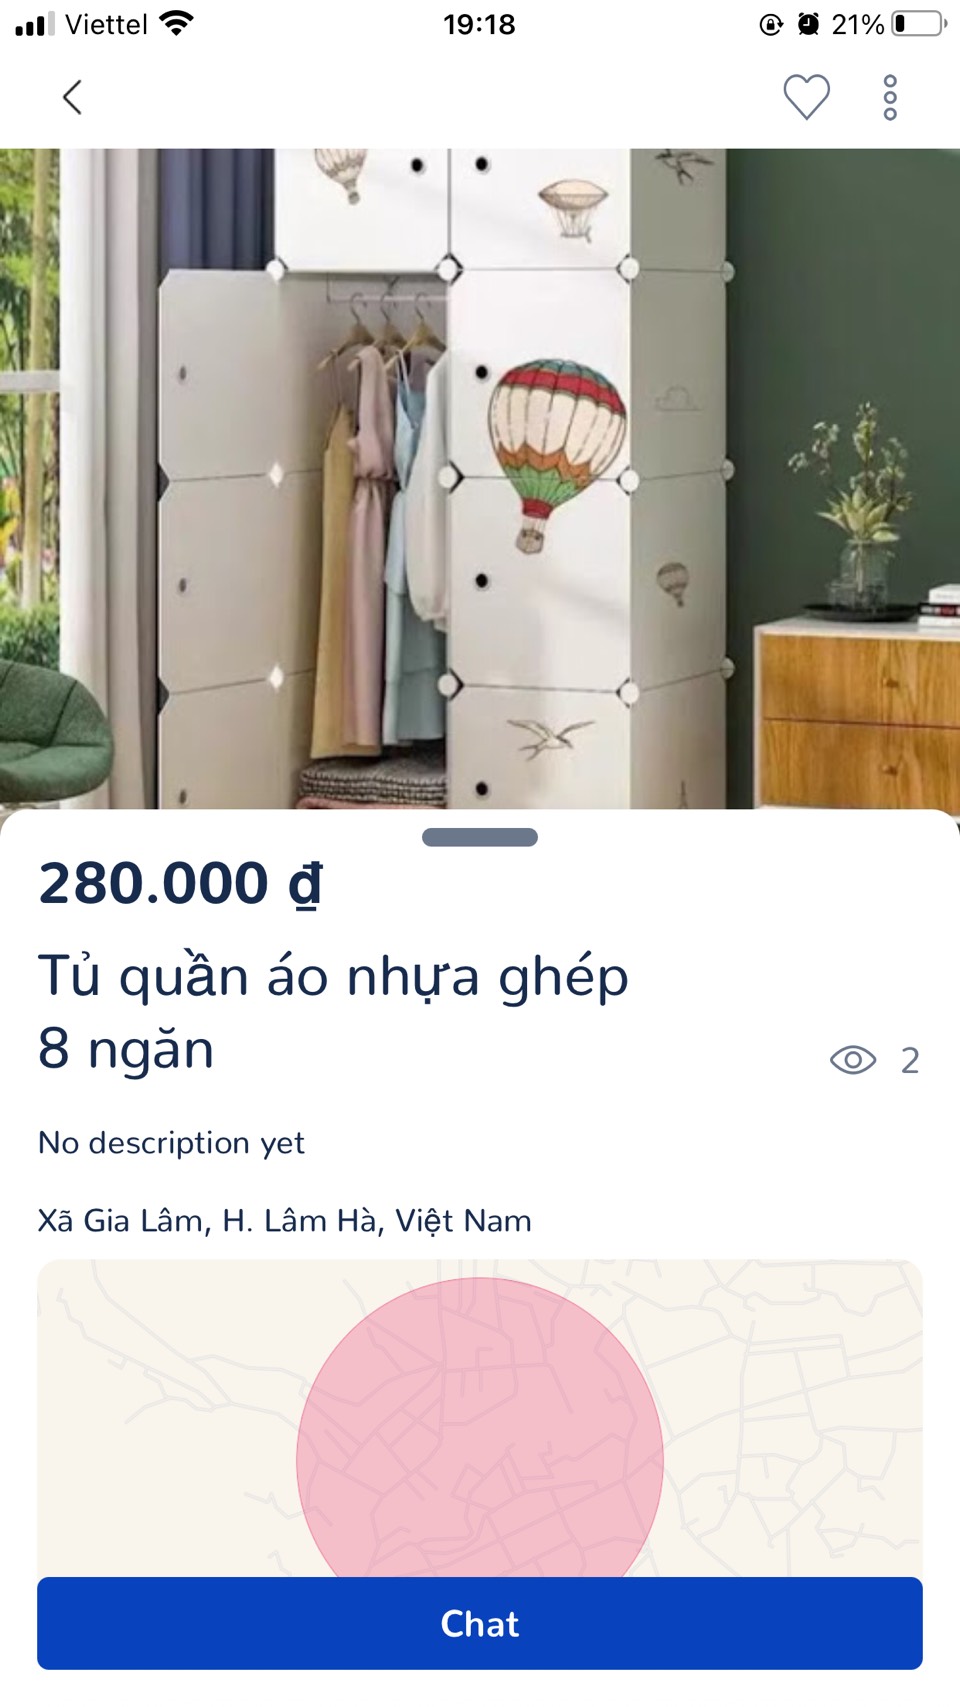 Viettel 19:18 21%
280.000 ₫
Tủ quần áo nhựa ghép
8 ngăn
2
No description yet
Xã Gia Lâm, H. Lâm Hà, Việt Nam
Chat